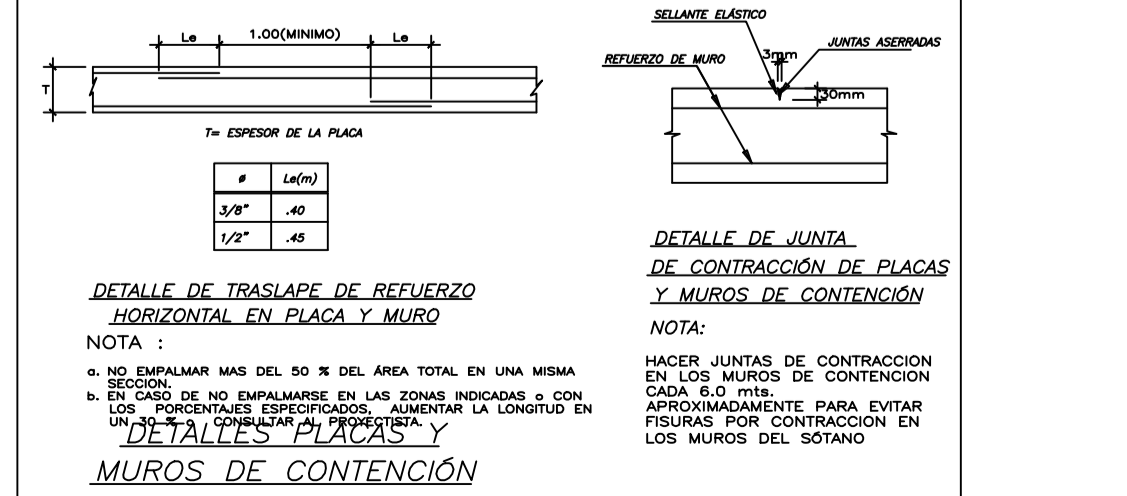 Le 1.00(MINIMO) Le
T
T= ESPESOR DE LA PLACA
ø Le(m)
3/8" .40
1/2" .45
DETALLE DE TRASLAPE DE REFUERZO
HORIZONTAL EN PLACA Y MURO
NOTA :
a. NO EMPALMAR MAS DEL 50 % DEL ÁREA TOTAL EN UNA MISMA
SECCION.
b. EN CASO DE NO EMPALMARSE EN LAS ZONAS INDICADAS o CON
LOS PORCENTAJES ESPECIFICADOS, AUMENTAR LA LONGITUD EN
UN 30 % o CONSULTAR AL PROYECTISTA.
DETALLES PLACAS Y
MUROS DE CONTENCIÓN
SELLANTE ELÁSTICO
JUNTAS ASERRADAS
3mm
REFUERZO DE MURO
30mm
DETALLE DE JUNTA
DE CONTRACCIÓN DE PLACAS
Y MUROS DE CONTENCIÓN
NOTA:
HACER JUNTAS DE CONTRACCION
EN LOS MUROS DE CONTENCION
CADA 6.0 mts.
APROXIMADAMENTE PARA EVITAR
FISURAS POR CONTRACCION EN
LOS MUROS DEL SÓTANO